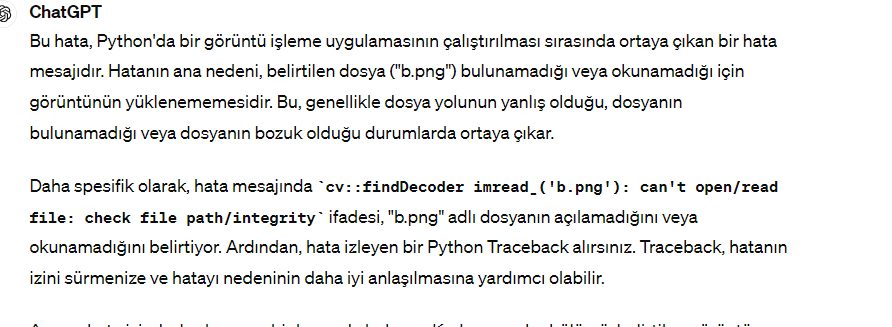 ChatGPT
Bu hata, Python'da bir görüntü işleme uygulamasının çalıştırılması sırasında ortaya çıkan bir hata
mesajıdır. Hatanın ana nedeni, belirtilen dosya ("b.png") bulunamadığı veya okunamadığı için
görüntünün yüklenememesidir. Bu, genellikle dosya yolunun yanlış olduğu, dosyanın
bulunamadığı veya dosyanın bozuk olduğu durumlarda ortaya çıkar.
Daha spesifik olarak, hata mesajında `cv::findDecoder imread_('b.png'): can't open/read
file: check file path/integrity` ifadesi, "b.png" adlı dosyanın açılamadığını veya
okunamadığını belirtiyor. Ardından, hata izleyen bir Python Traceback alırsınız. Traceback, hatanın
izini sürmenize ve hatayı nedeninin daha iyi anlaşılmasına yardımcı olabilir.